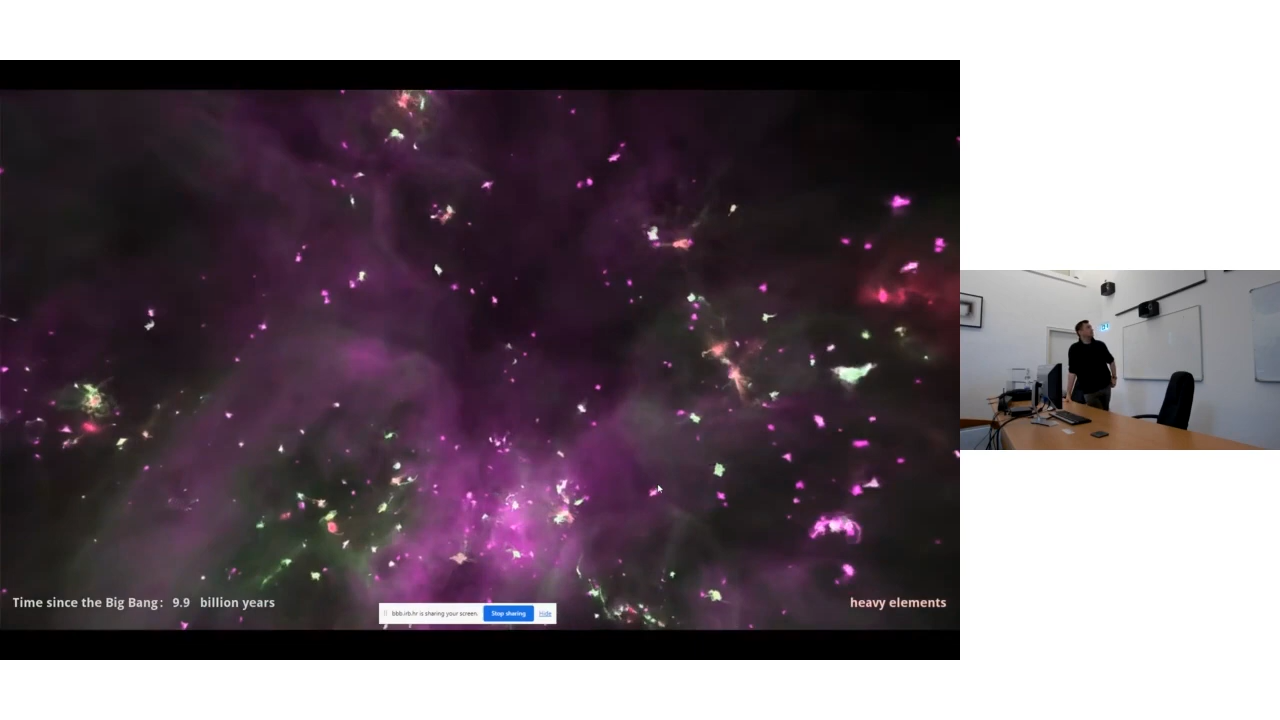 Time since the Big Bang: 9.9 billion years
bbb.irb.hr is sharing your screen.
Stop sharing
Hide
heavy elements